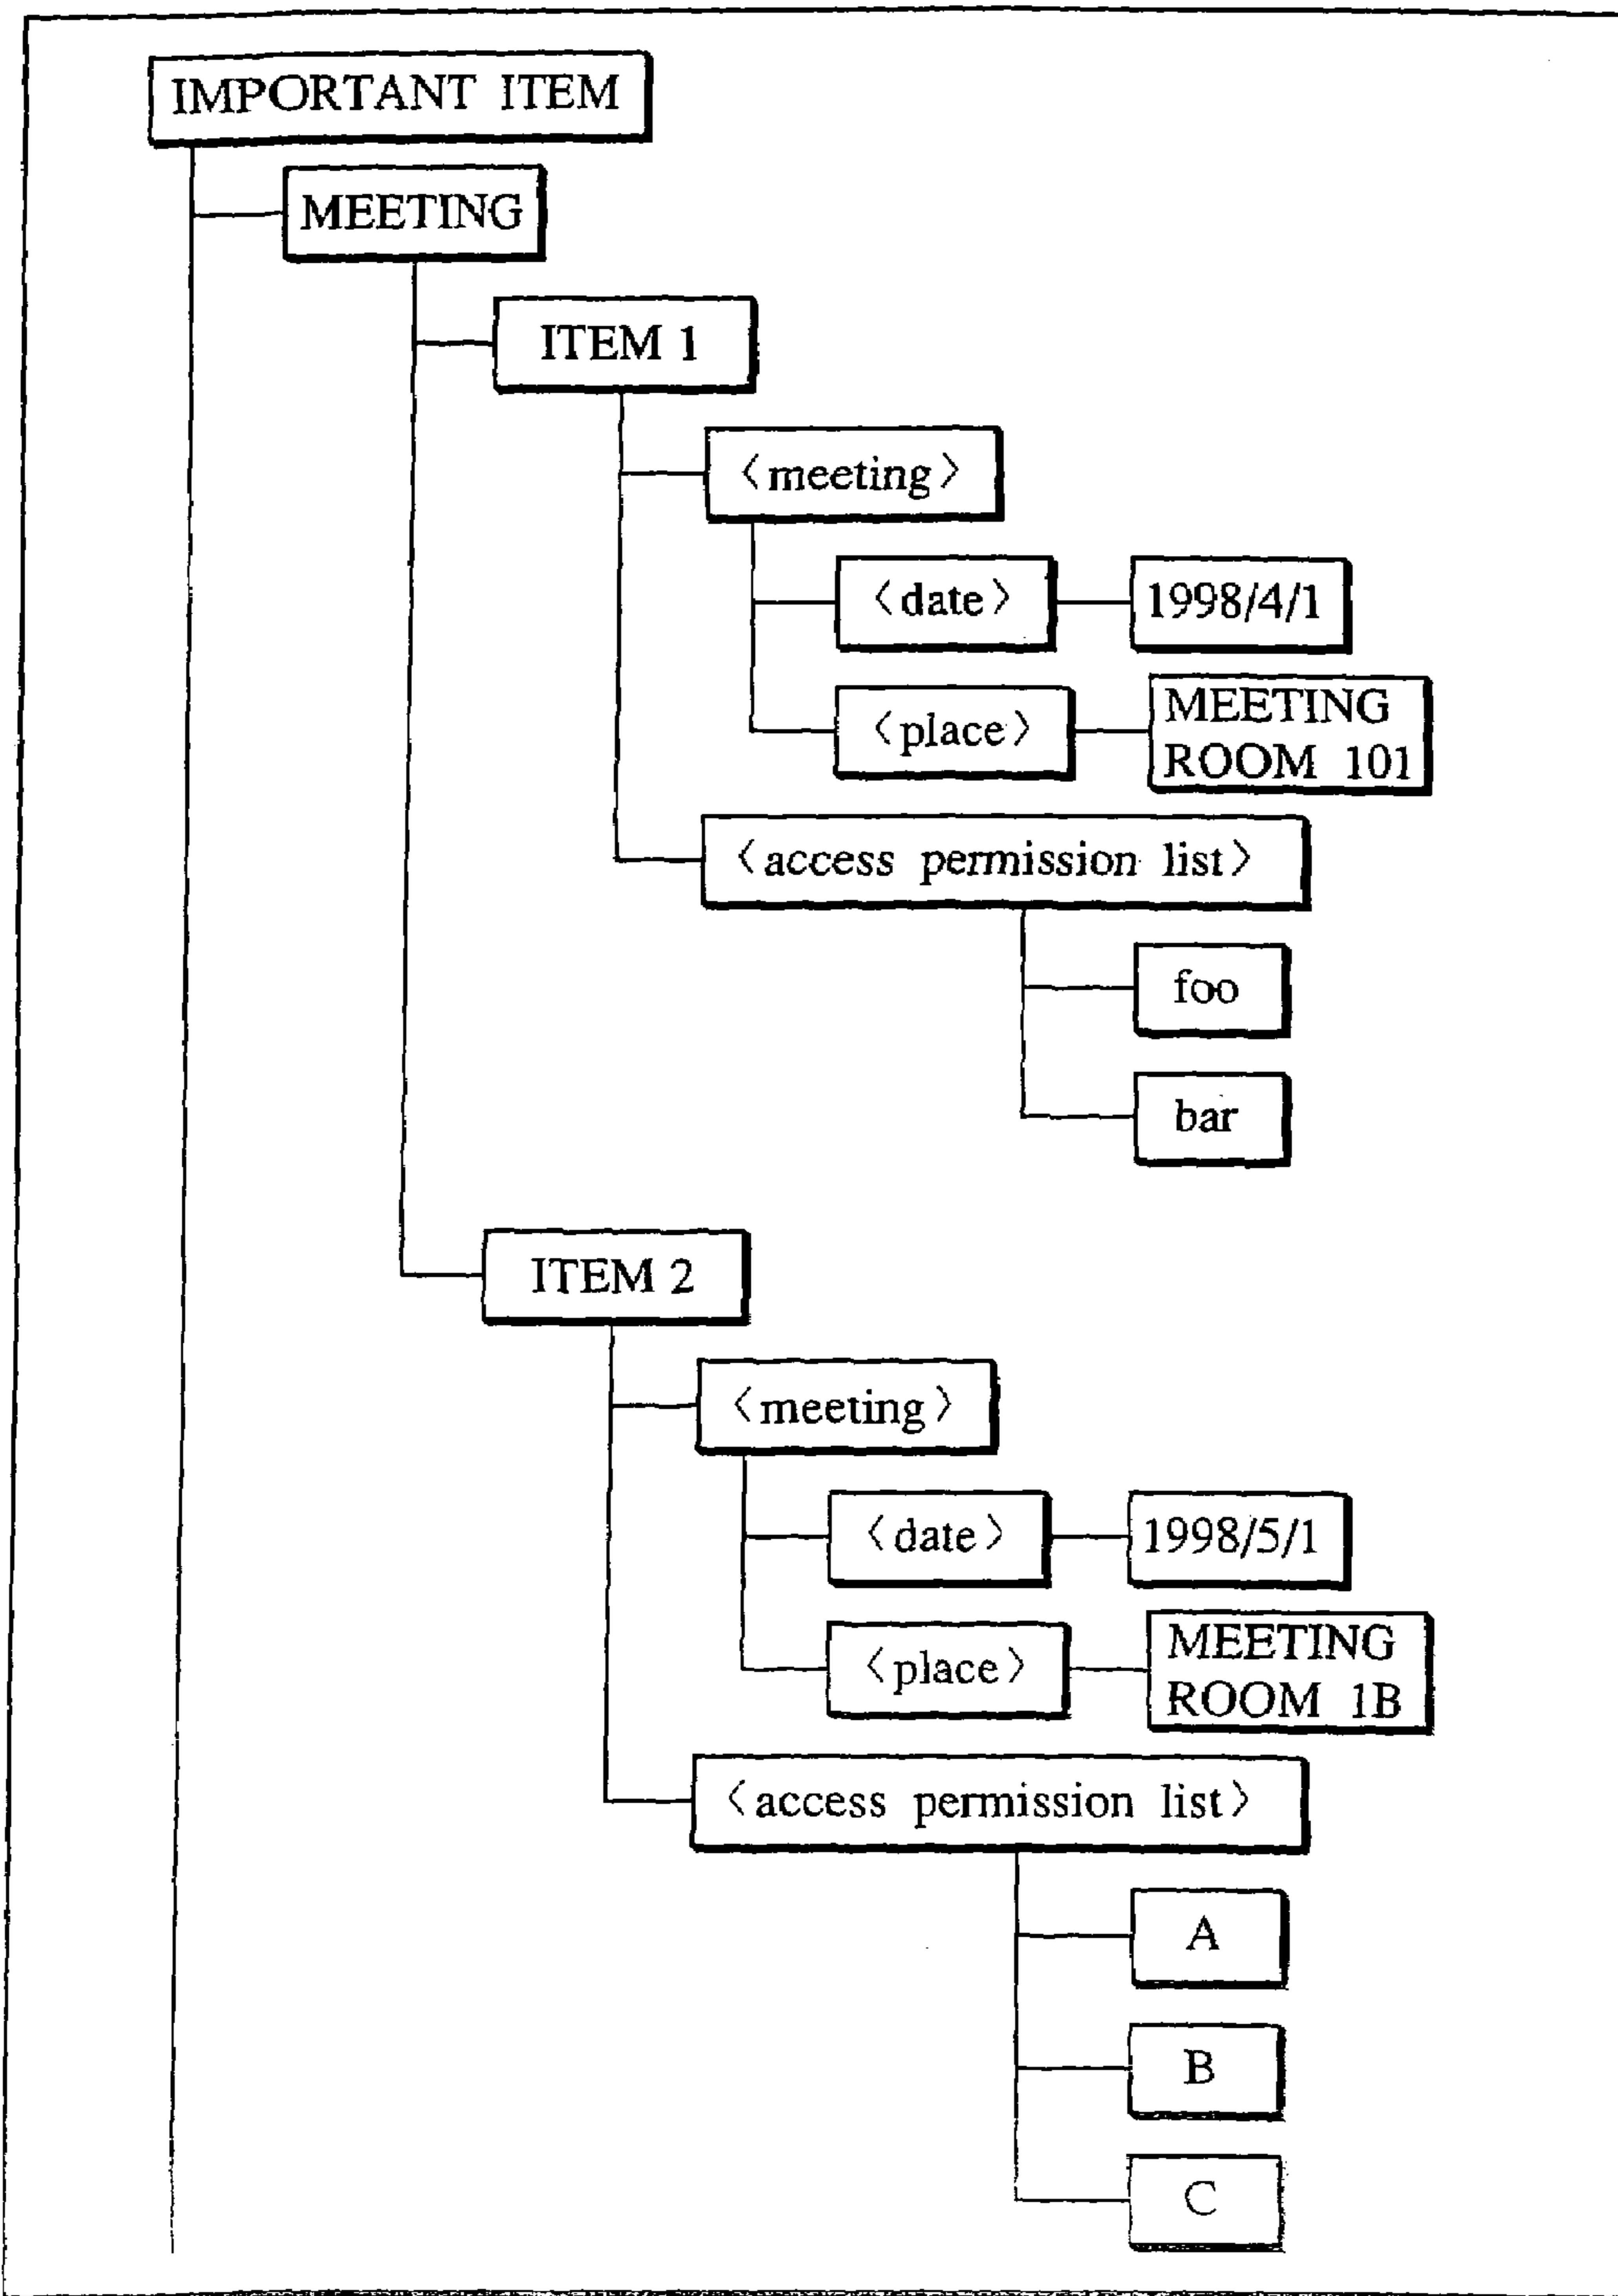 IMPORTANT ITEM
MEETING
ITEM 1
〈meeting〉
〈date〉
1998/4/1
〈place〉
MEETING
ROOM 101
〈access permission list〉
foo
bar
ITEM 2
〈meeting〉
〈date〉
1998/5/1
〈place〉
MEETING
ROOM 1B
〈access permission list〉
A
B
C